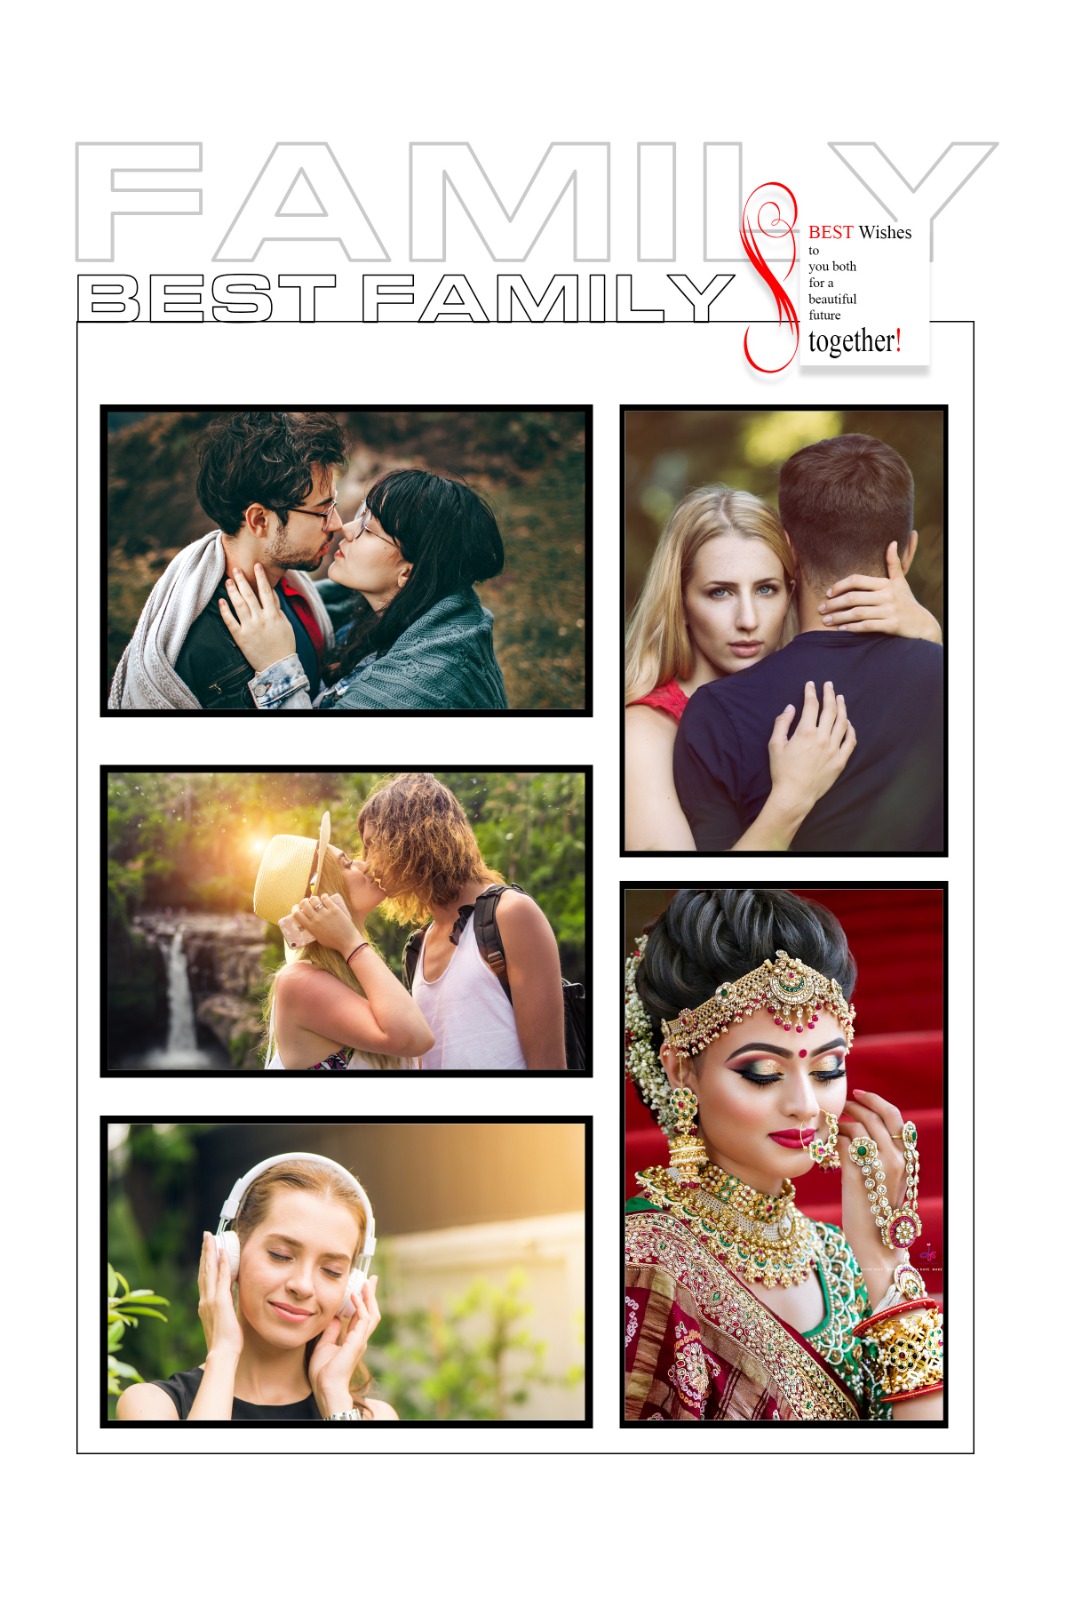 FAMILY
BEST FAMILY
BEST Wishes
to
you both
for a
beautiful
future
together!